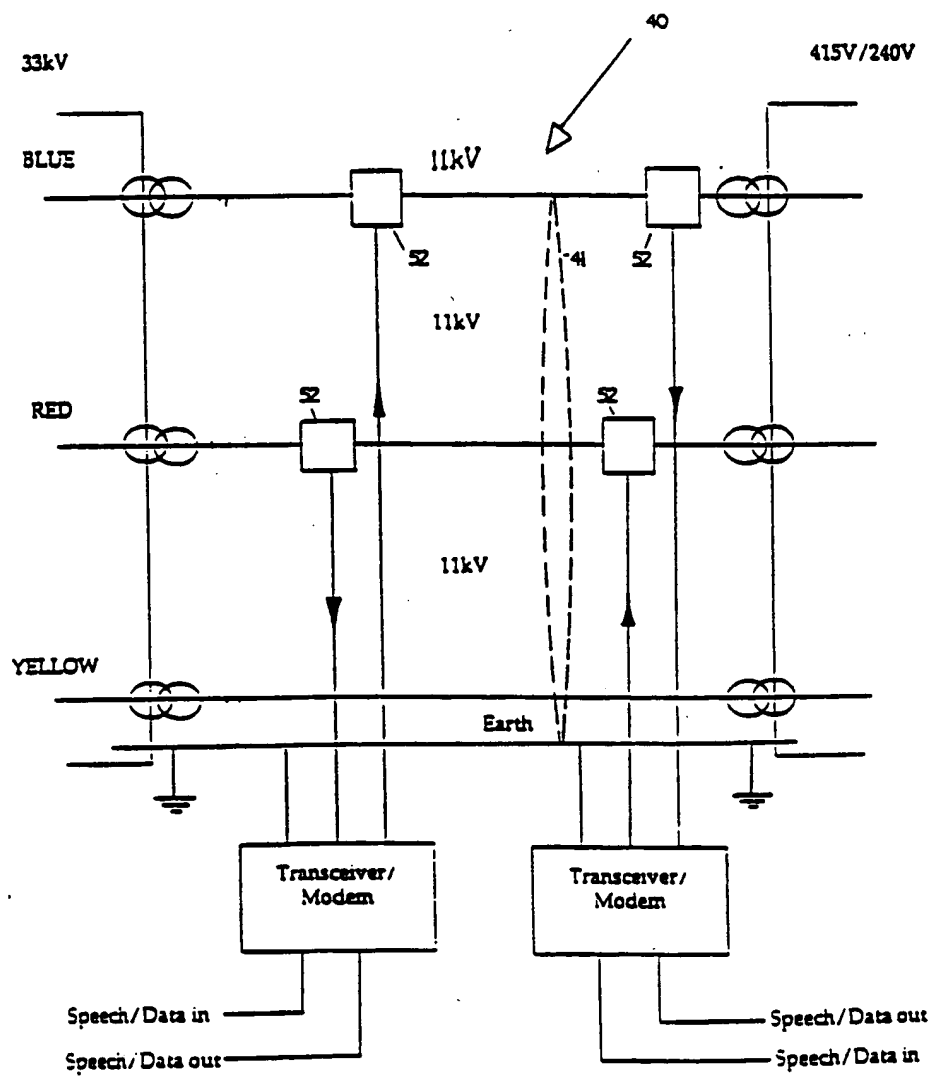 40
33kV
415V/240V
BLUE
11kV
52
41
52
11kV
RED
52
52
11kV
YELLOW
Earth
Transceiver/
Modem
Transceiver/
Modem
Speech/Data in
Speech/Data out
Speech/Data out
Speech/Data in